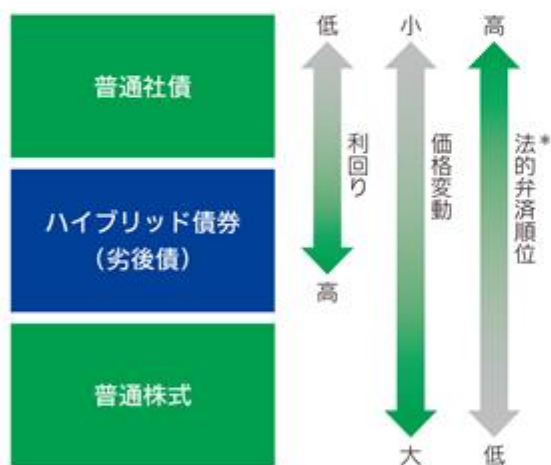 低
小
高
普通社債
利回り
価格変動
法的弁済順位*
ハイブリッド債券
（劣後債）
高
普通株式
大
低